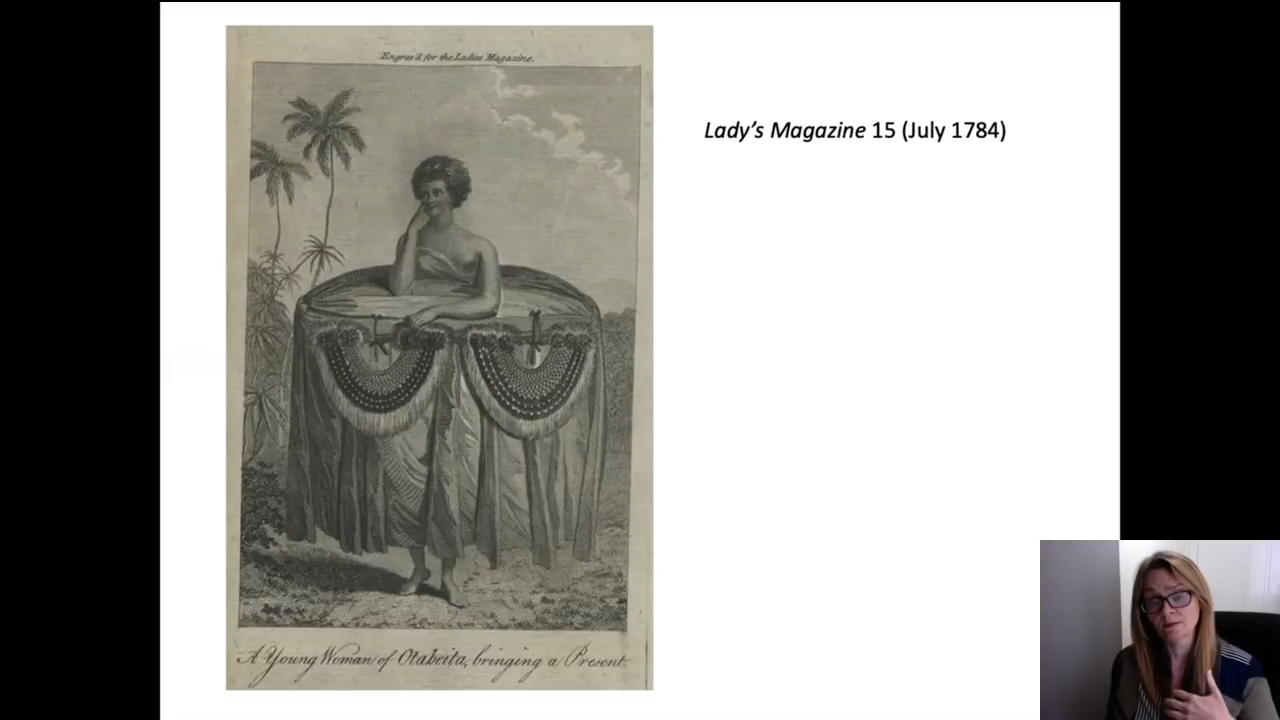 Engrav'd for the Ladies Magazine.
Lady's Magazine 15 (July 1784)
A Young Woman of Otaheita, bringing a Present.